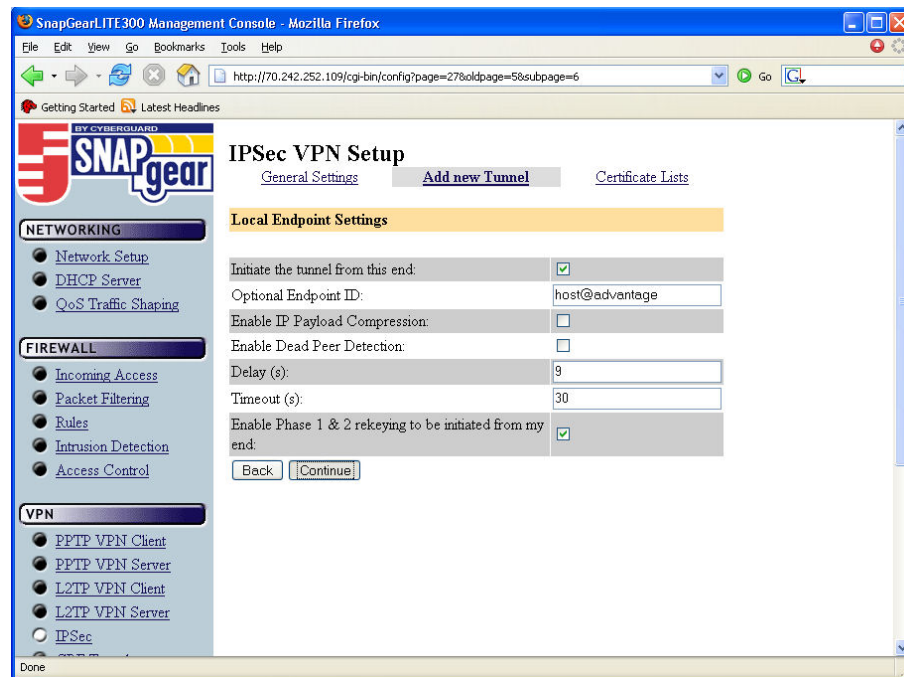 SnapGearLITE300 Management Console - Mozilla Firefox
File Edit View Go Bookmarks Tools Help
http://70.242.252.109/cgi-bin/config?page=27&oldpage=5&subpage=6 Go G
Getting Started Latest Headlines
BY CYBERGUARD
SNAP
gear
NETWORKING
Network Setup
DHCP Server
QoS Traffic Shaping
FIREWALL
Incoming Access
Packet Filtering
Rules
Intrusion Detection
Access Control
VPN
PPTP VPN Client
PPTP VPN Server
L2TP VPN Client
L2TP VPN Server
IPSec
IPSec VPN Setup
General Settings Add new Tunnel Certificate Lists
Local Endpoint Settings
Initiate the tunnel from this end:
Optional Endpoint ID: host@advantage
Enable IP Payload Compression:
Enable Dead Peer Detection:
Delay (s): 9
Timeout (s): 30
Enable Phase 1 & 2 rekeying to be initiated from my
end:
Back Continue
Done